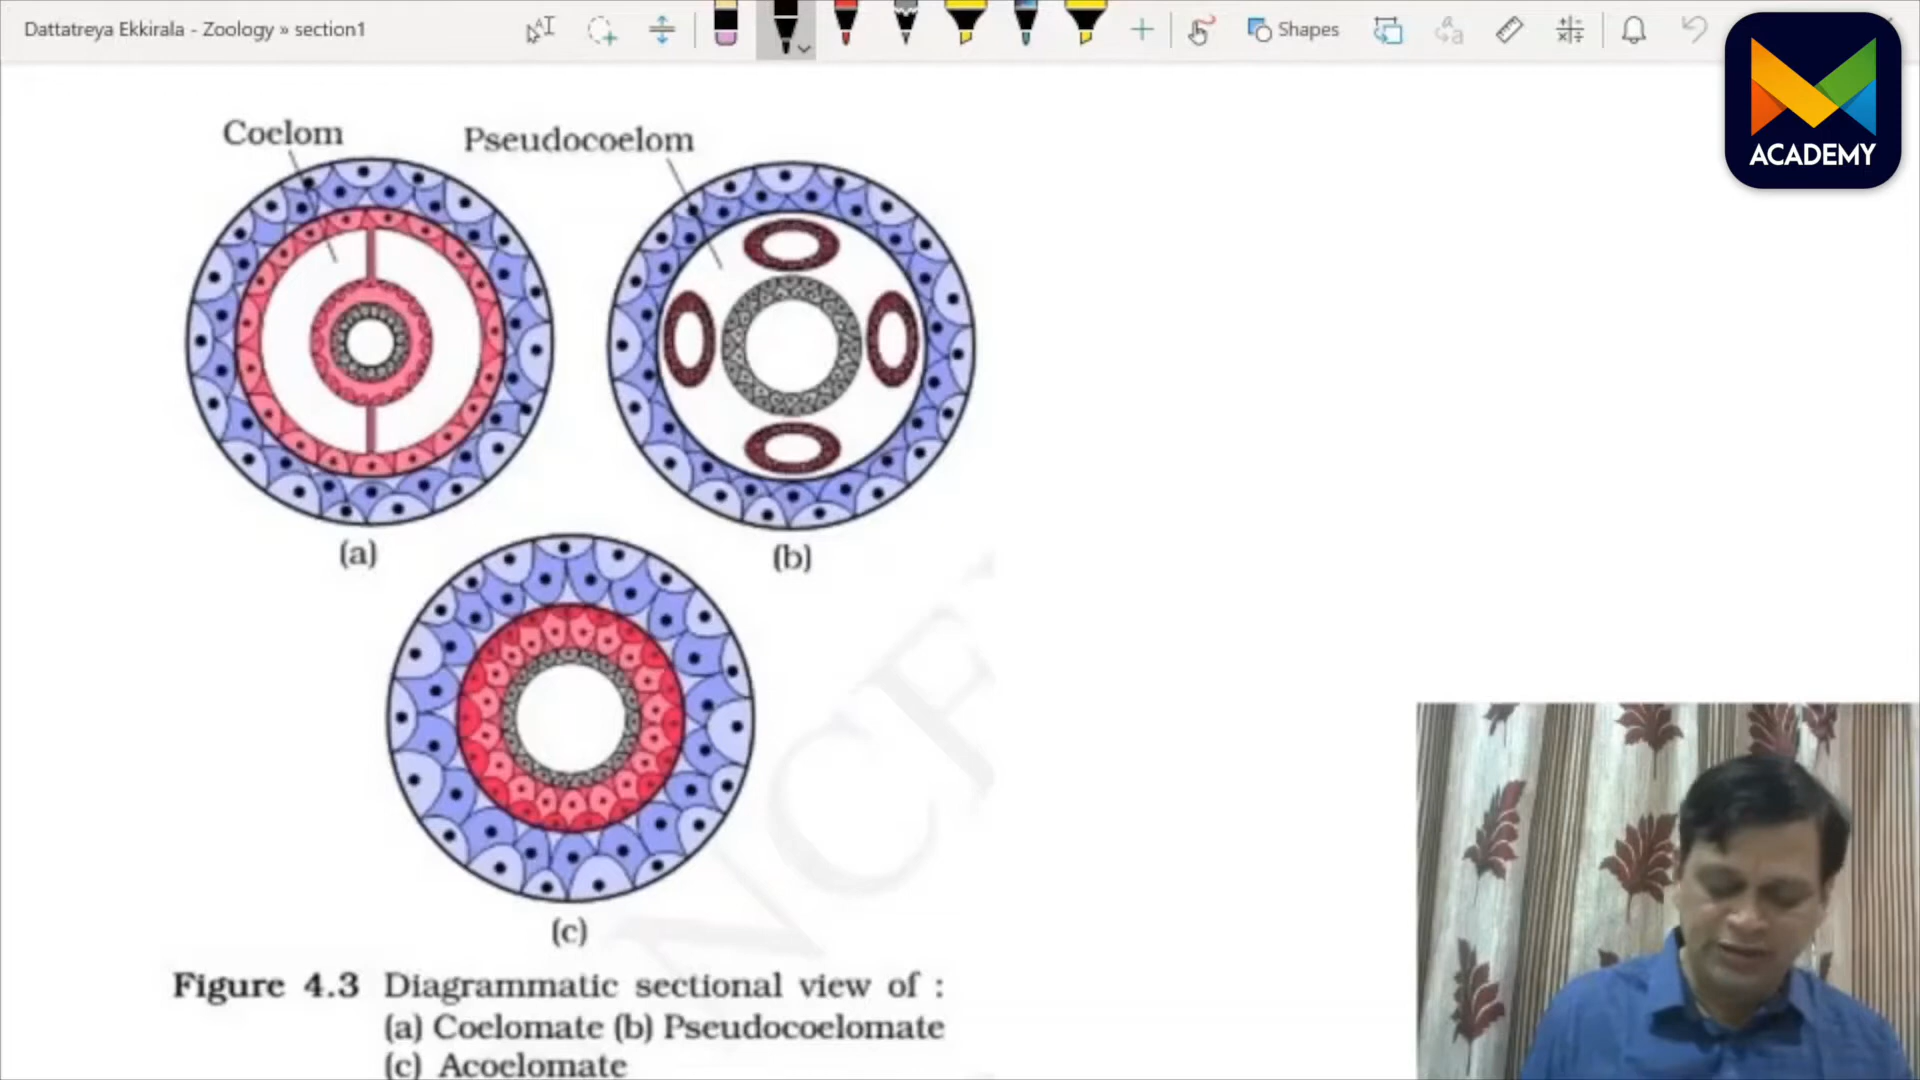 Dattatreya Ekkirala - Zoology » section1
Shapes
ACADEMY
Coelom
Pseudocoelom
(a)
(b)
(c)
Figure 4.3 Diagrammatic sectional view of :
(a) Coelomate (b) Pseudocoelomate
(c) Acoelomate